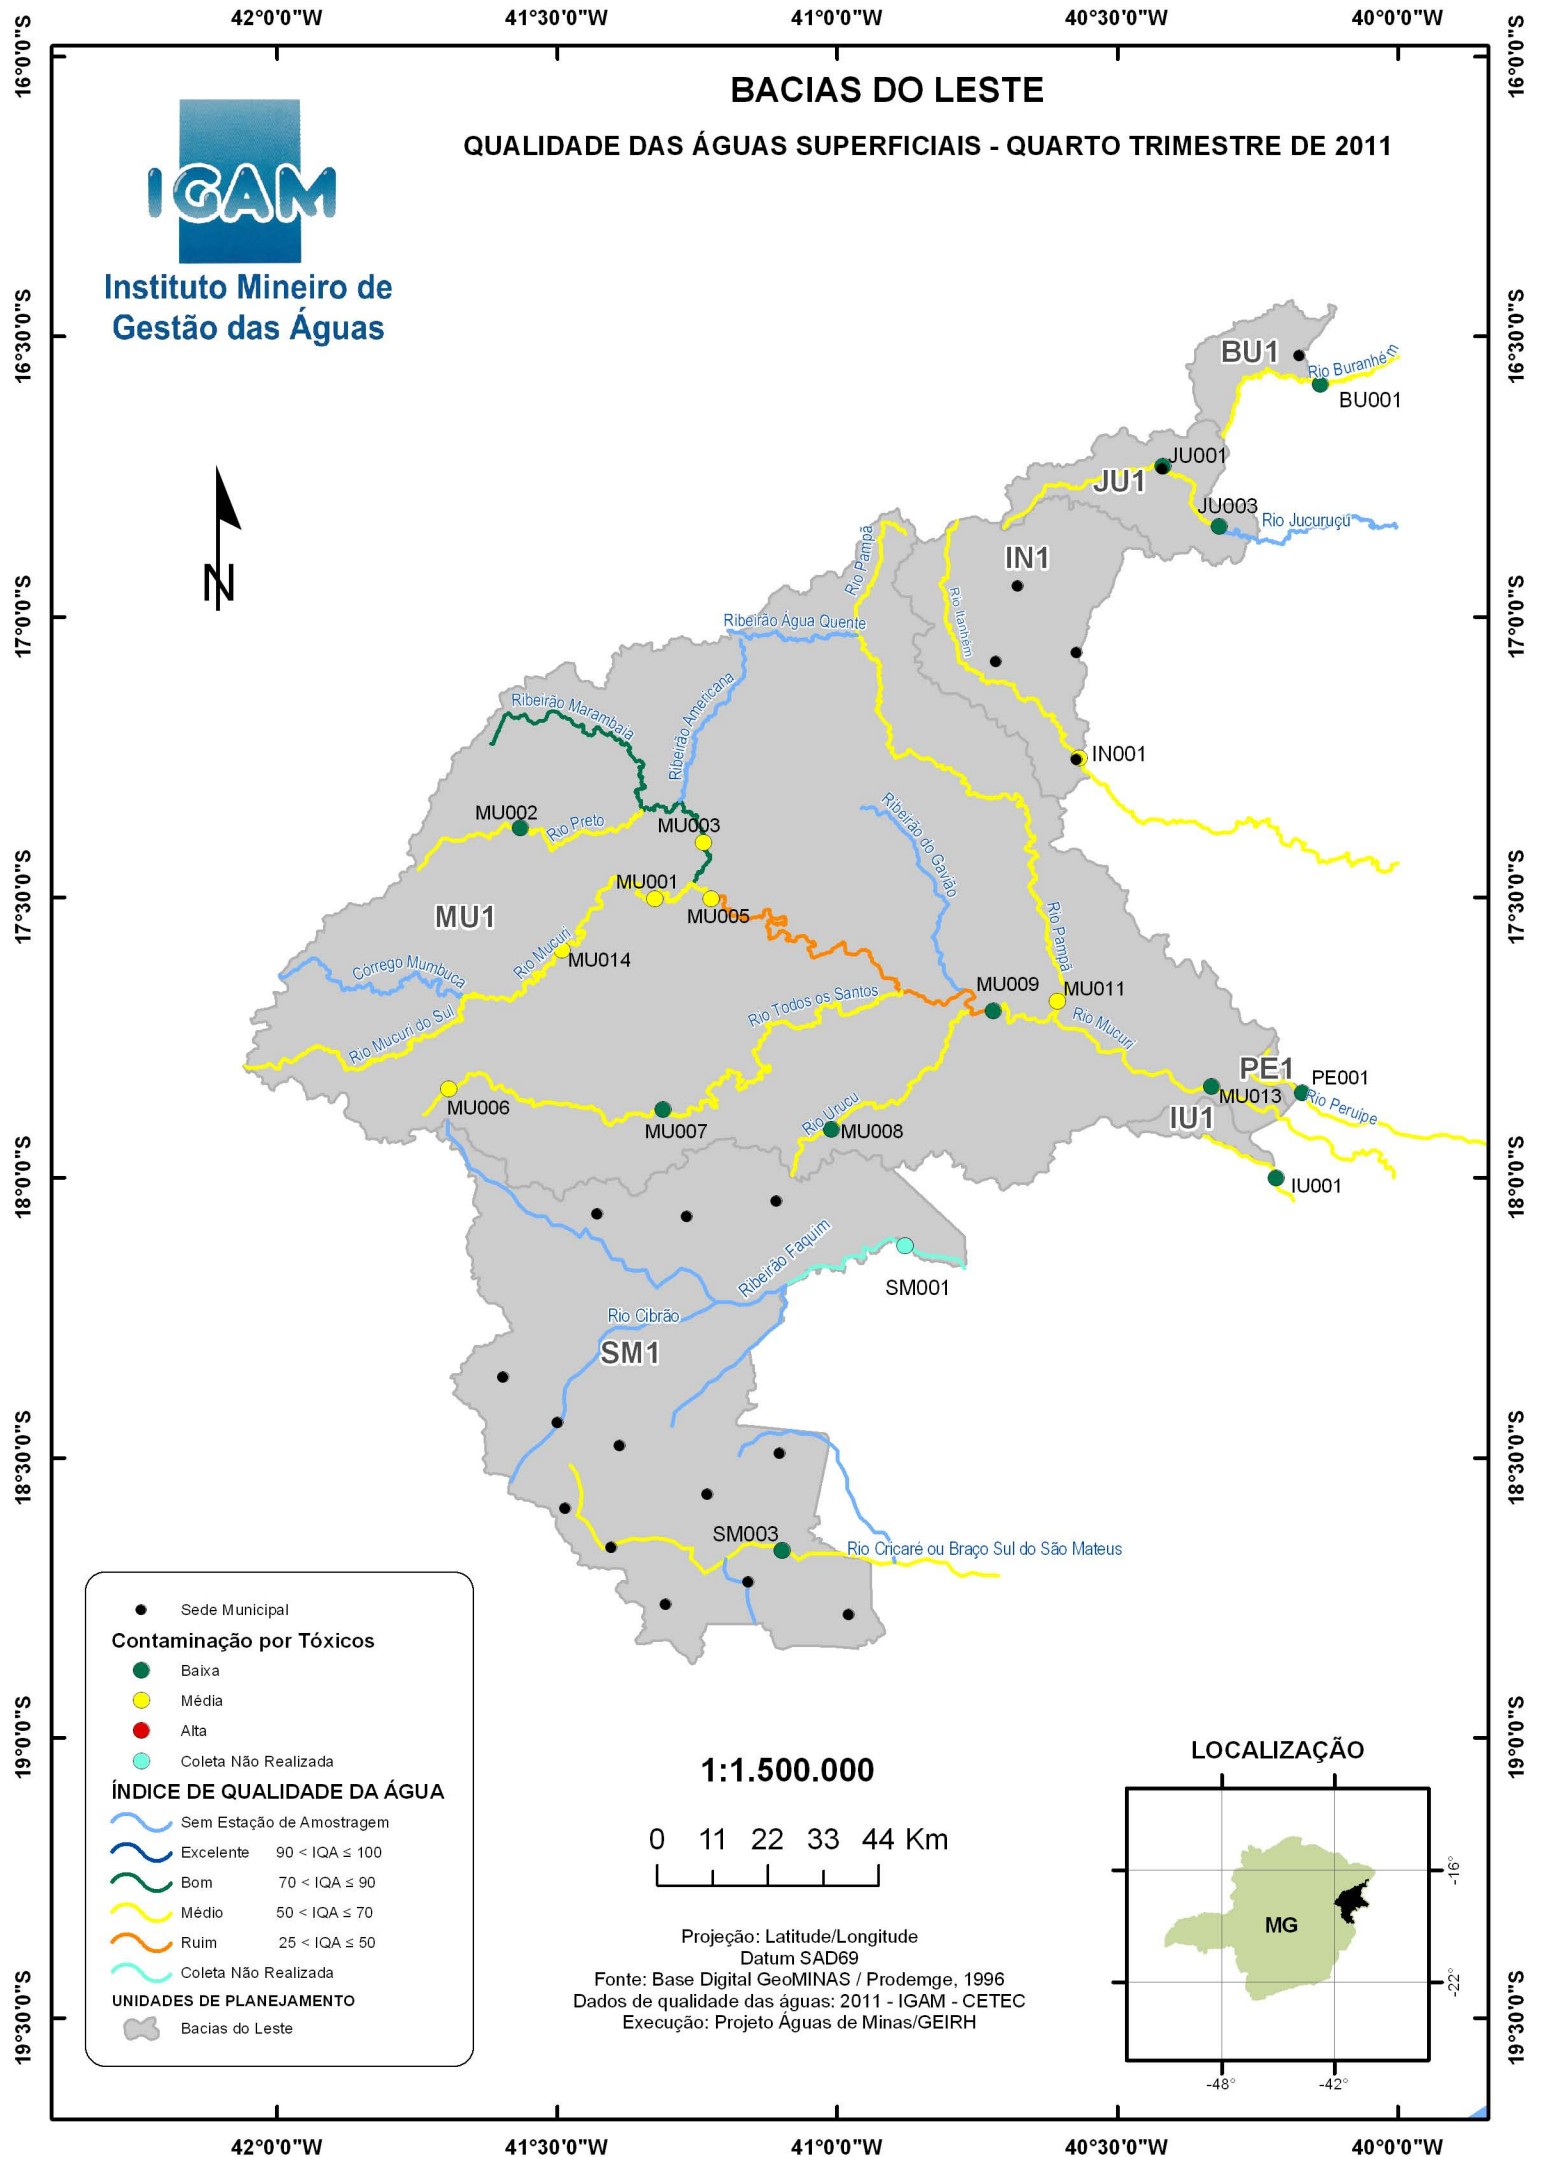 42°0'0"W 41°30'0"W 41°0'0"W 40°30'0"W 40°0'0"W
16°0'0"S
16°0'0"S
BACIAS DO LESTE
QUALIDADE DAS ÁGUAS SUPERFICIAIS - QUARTO TRIMESTRE DE 2011
IGAM
Instituto Mineiro de
Gestão das Águas
16°30'0"S
16°30'0"S
BU1
Rio Buranhém
BU001
JU001
JU1
JU003
Rio Jucuruçu
N
Rio Pampã
IN1
Rio Itanhém
17°0'0"S
17°0'0"S
Ribeirão Água Quente
Ribeirão Americana
Ribeirão Marambaia
IN001
MU002
Rio Preto
MU003
Ribeirão do Gavião
MU001
MU005
17°30'0"S
17°30'0"S
MU1
Rio Mucuri
MU014
Córrego Mumbuca
Rio Pampã
MU009
MU011
Rio Todos os Santos
Rio Mucuri
Rio Mucuri do Sul
PE1
PE001
MU013
Rio Peruípe
MU006
MU007
Rio Urucu
MU008
IU1
18°0'0"S
18°0'0"S
IU001
Ribeirão Faquim
SM001
Rio Cibrão
SM1
18°30'0"S
18°30'0"S
SM003
Rio Cricaré ou Braço Sul do São Mateus
Sede Municipal
Contaminação por Tóxicos
Baixa
Média
Alta
Coleta Não Realizada
ÍNDICE DE QUALIDADE DA ÁGUA
Sem Estação de Amostragem
Excelente 90 < IQA ≤ 100
Bom 70 < IQA ≤ 90
Médio 50 < IQA ≤ 70
Ruim 25 < IQA ≤ 50
Coleta Não Realizada
UNIDADES DE PLANEJAMENTO
Bacias do Leste
19°0'0"S
19°0'0"S
1:1.500.000
0 11 22 33 44 Km
Projeção: Latitude/Longitude
Datum SAD69
Fonte: Base Digital GeoMINAS / Prodemge, 1996
Dados de qualidade das águas: 2011 - IGAM - CETEC
Execução: Projeto Águas de Minas/GEIRH
LOCALIZAÇÃO
-16°
MG
-22°
-48° -42°
19°30'0"S
19°30'0"S
42°0'0"W 41°30'0"W 41°0'0"W 40°30'0"W 40°0'0"W